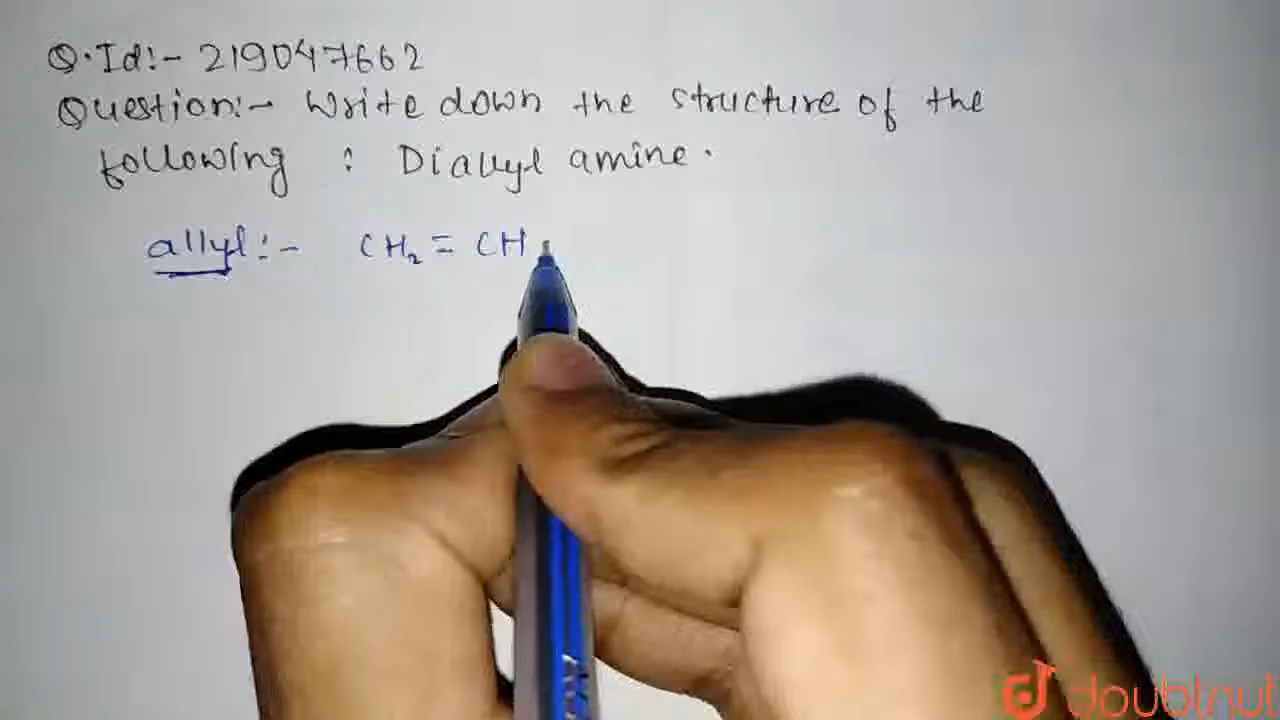 Q.Id:- 219047662
Question:- Write down the structure of the
following : Diallyl amine.
allyl:- CH₂ = CH
doubtnut